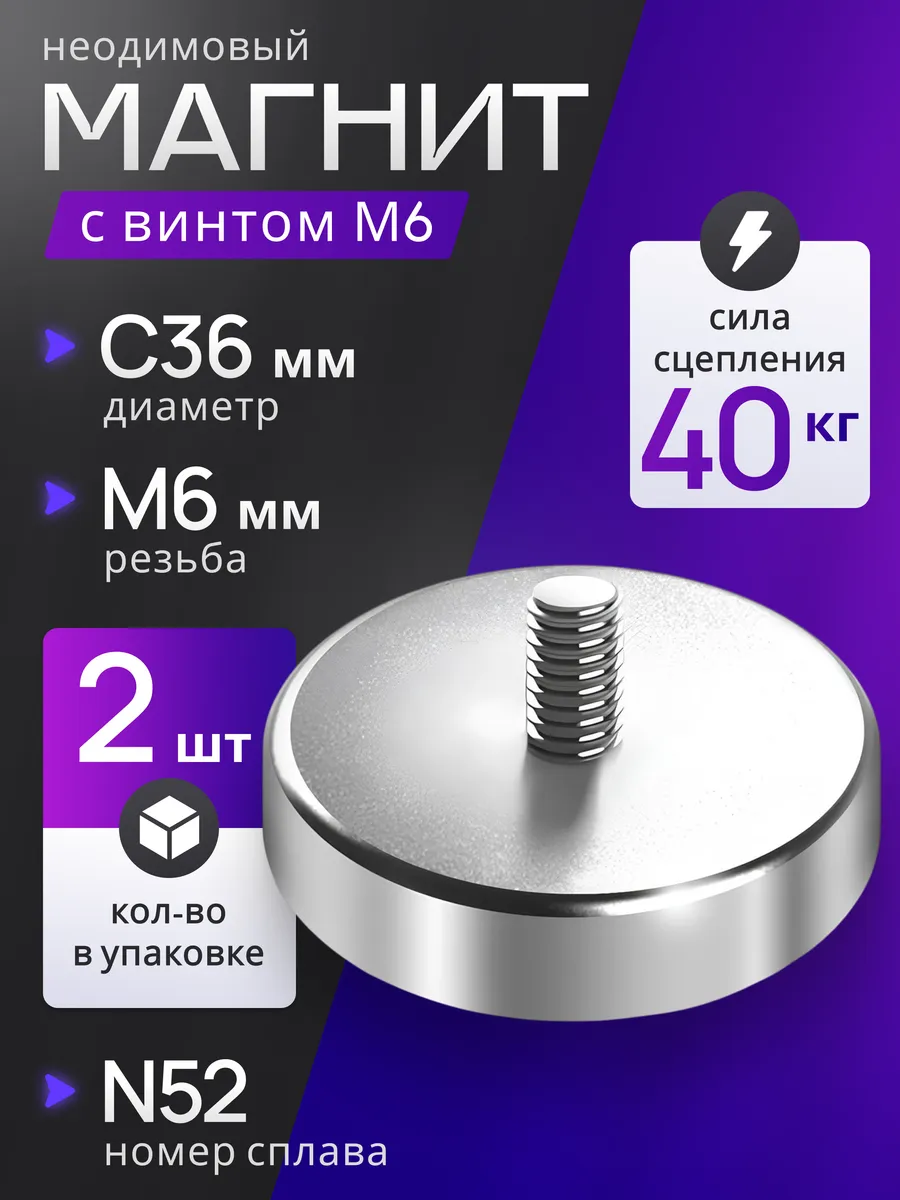 неодимовый
МАГНИТ
с винтом М6
С36 мм
диаметр
М6 мм
резьба
сила
сцепления
40 кг
2 шт
кол-во
в упаковке
N52
номер сплава